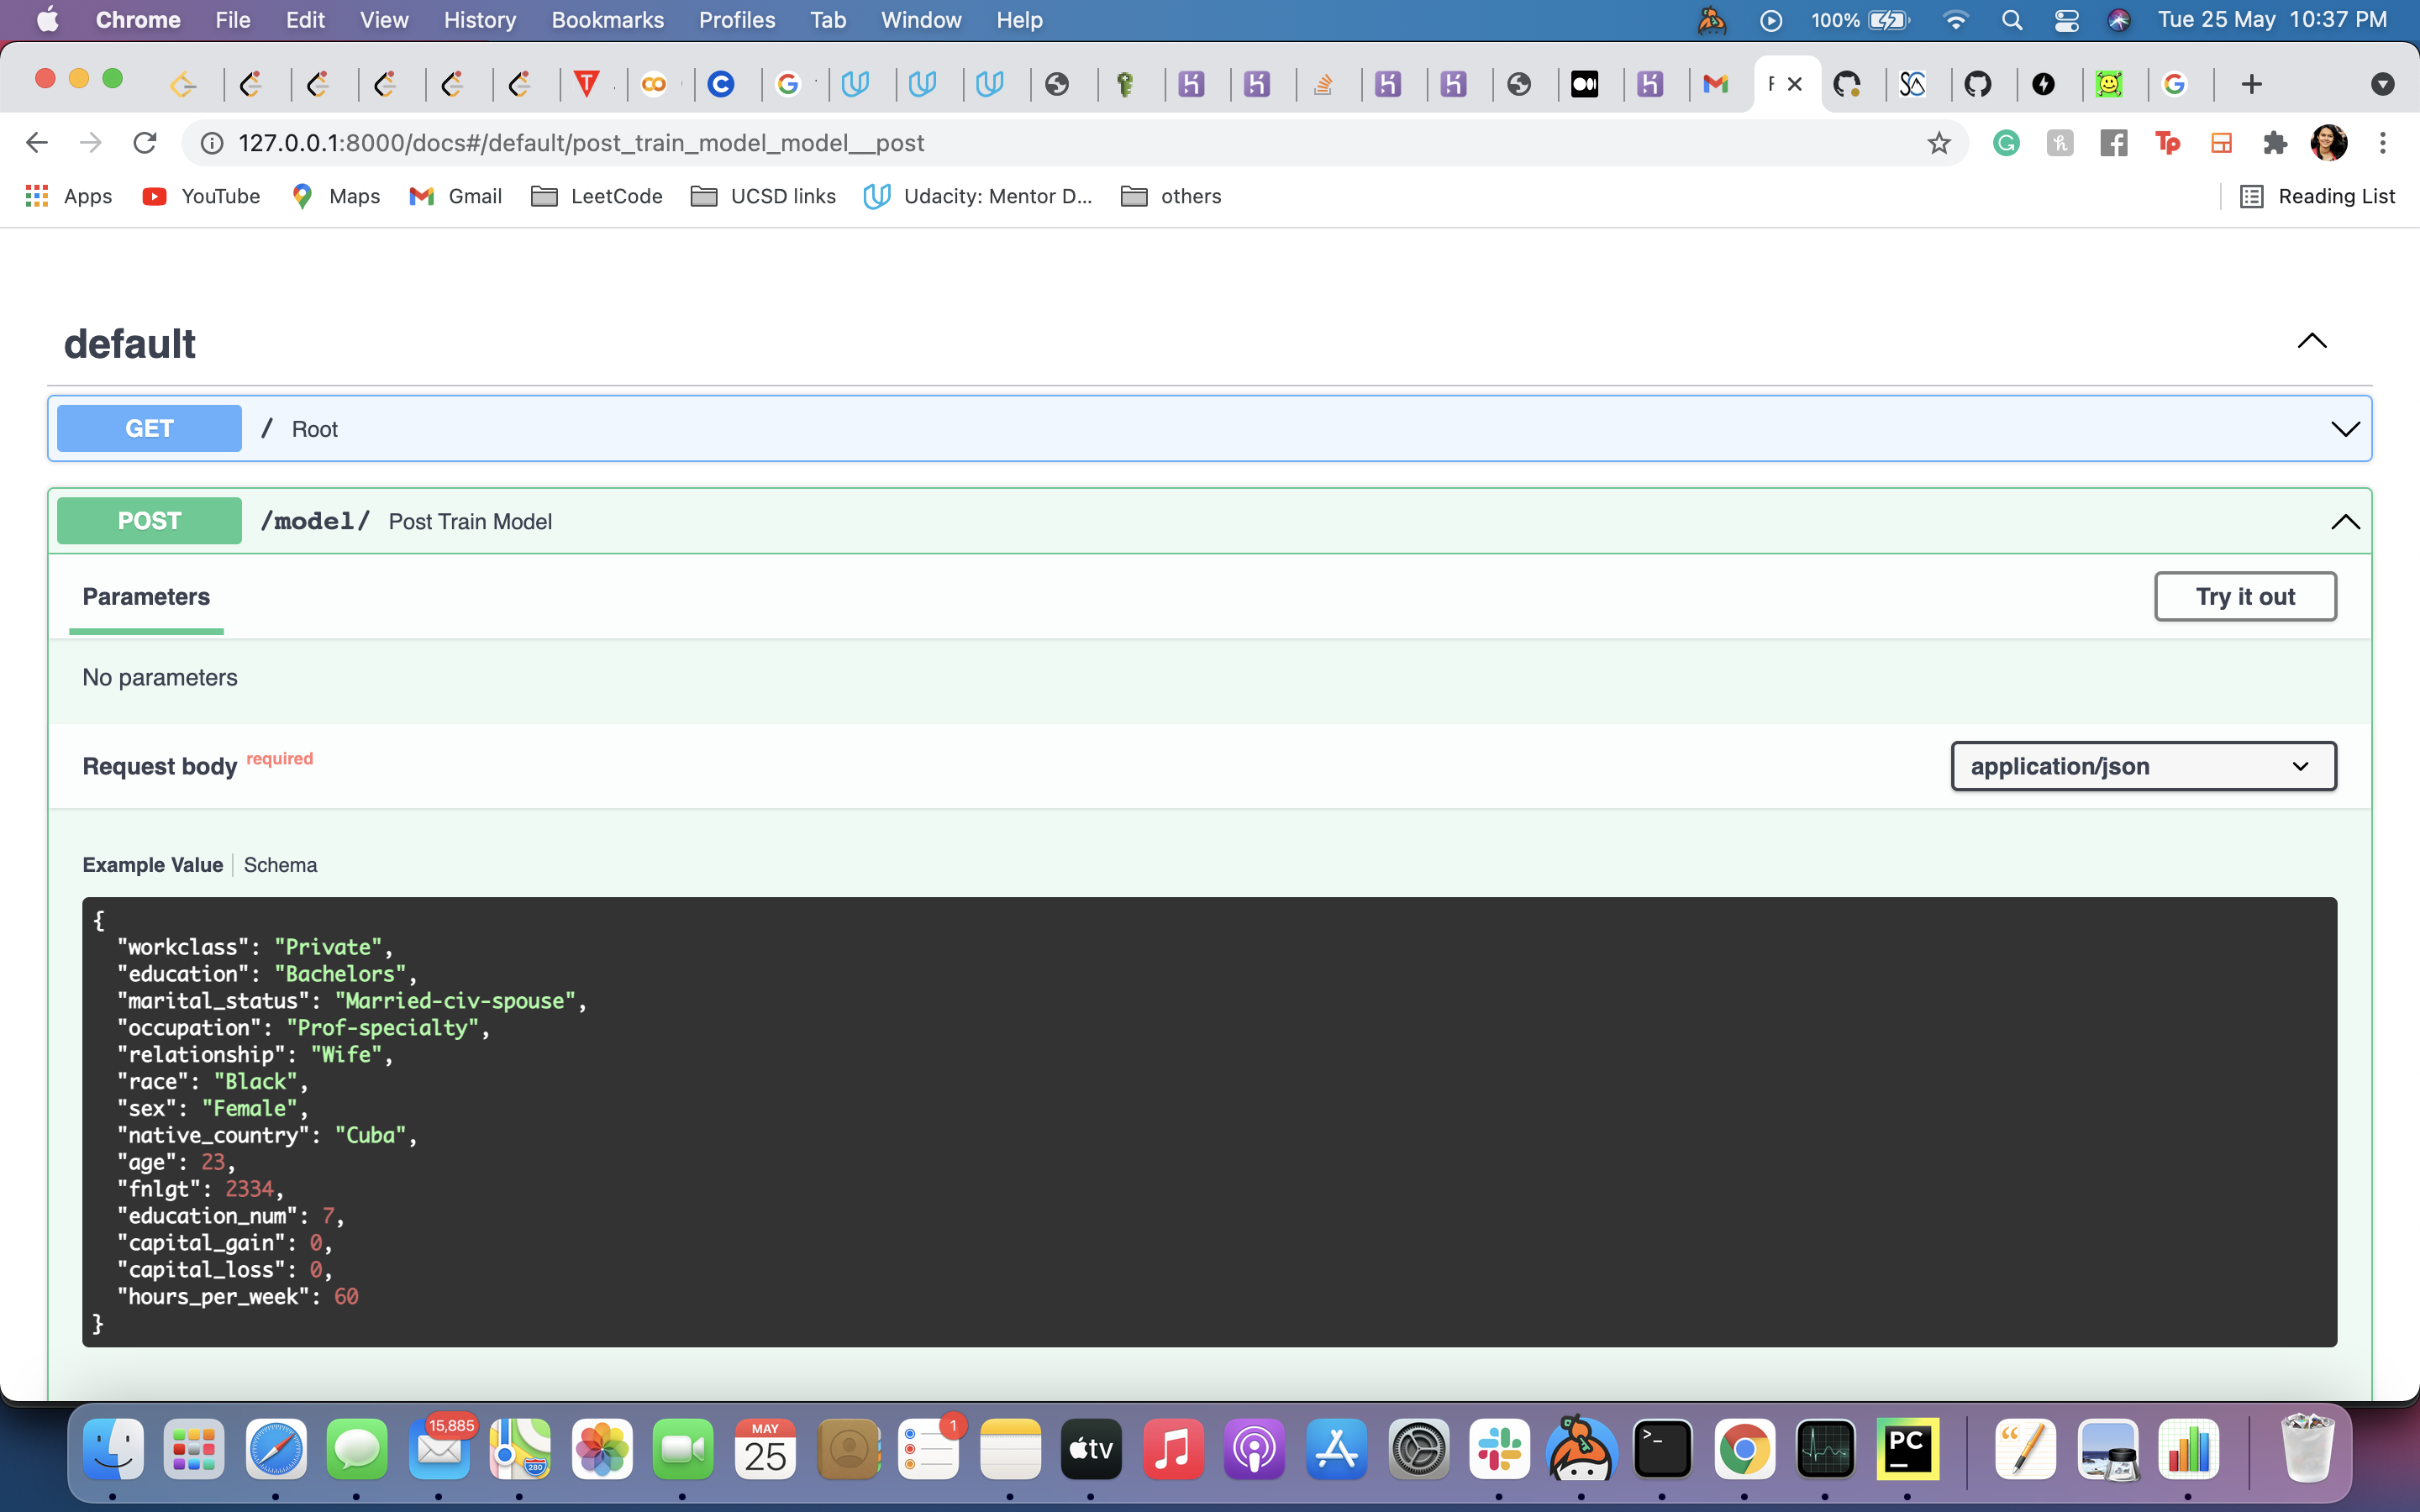 Chrome File Edit View History Bookmarks Profiles Tab Window Help 100% Tue 25 May 10:37 PM
127.0.0.1:8000/docs#/default/post_train_model_model__post
Apps YouTube Maps Gmail LeetCode UCSD links Udacity: Mentor D... others Reading List
default
GET / Root
POST /model/ Post Train Model
Parameters Try it out
No parameters
Request body required application/json
Example Value Schema
{
"workclass": "Private",
"education": "Bachelors",
"marital_status": "Married-civ-spouse",
"occupation": "Prof-specialty",
"relationship": "Wife",
"race": "Black",
"sex": "Female",
"native_country": "Cuba",
"age": 23,
"fnlgt": 2334,
"education_num": 7,
"capital_gain": 0,
"capital_loss": 0,
"hours_per_week": 60
}
15,885 280 MAY 25 1 tv >_ PC